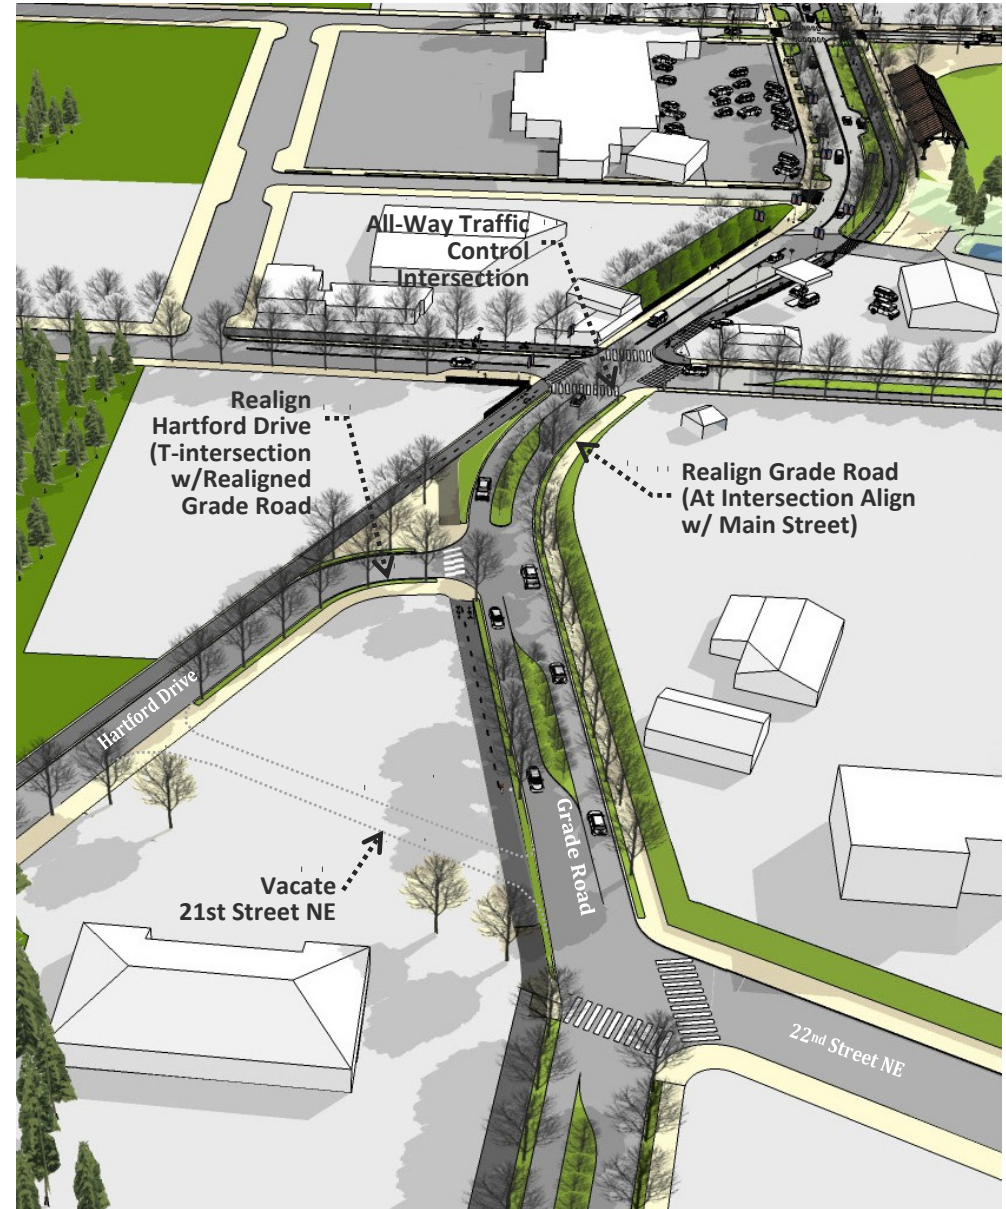 All-Way Traffic
Control
Intersection
Realign
Hartford Drive
(T-intersection
w/Realigned
Grade Road
Realign Grade Road
(At Intersection Align
w/ Main Street)
Hartford Drive
Grade Road
Vacate
21st Street NE
22nd Street NE